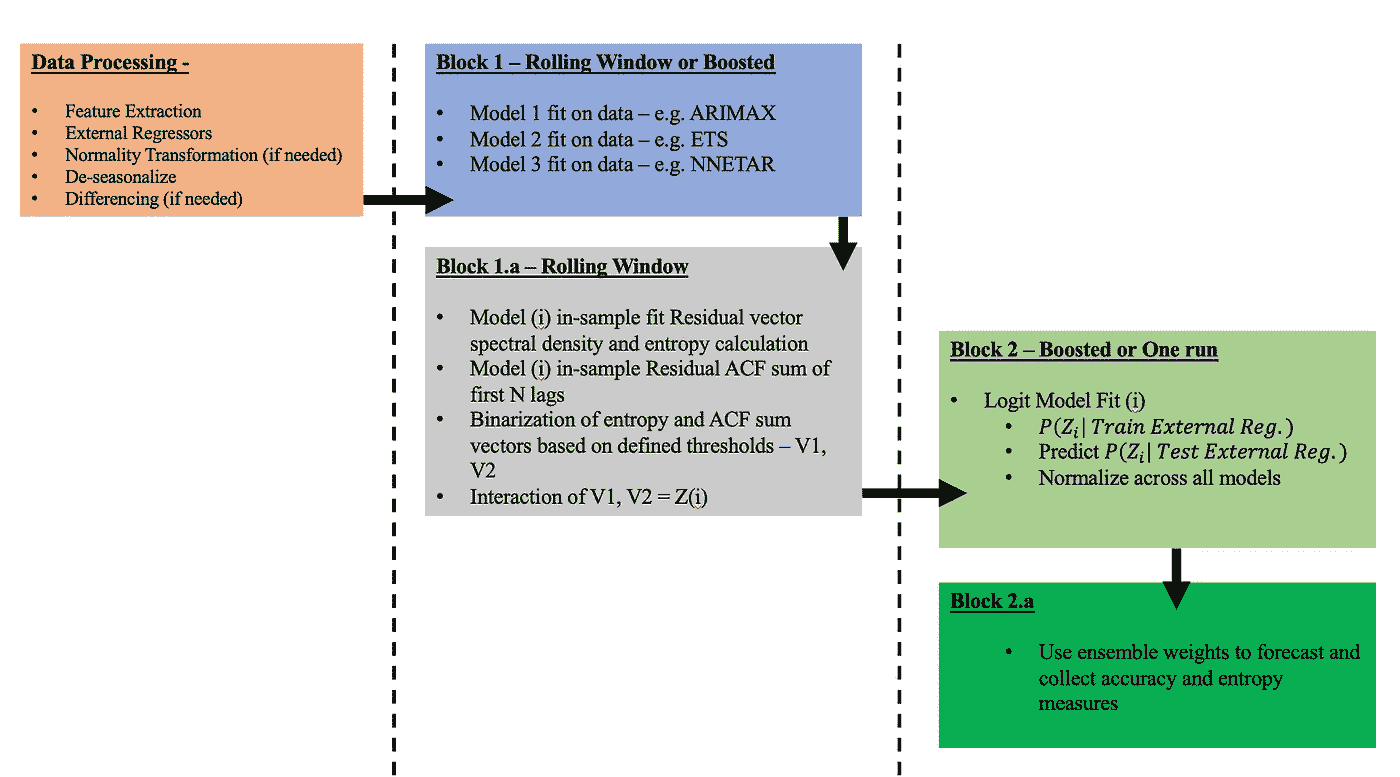 Data Processing -
• Feature Extraction
• External Regressors
• Normality Transformation (if needed)
• De-seasonalize
• Differencing (if needed)
Block 1 – Rolling Window or Boosted
• Model 1 fit on data – e.g. ARIMAX
• Model 2 fit on data – e.g. ETS
• Model 3 fit on data – e.g. NNETAR
Block 1.a – Rolling Window
• Model (i) in-sample fit Residual vector
spectral density and entropy calculation
• Model (i) in-sample Residual ACF sum of
first N lags
• Binarization of entropy and ACF sum
vectors based on defined thresholds – V1,
V2
• Interaction of V1, V2 = Z(i)
Block 2 – Boosted or One run
• Logit Model Fit (i)
• P(Zᵢ| Train External Reg.)
• Predict P(Zᵢ| Test External Reg.)
• Normalize across all models
Block 2.a
• Use ensemble weights to forecast and
collect accuracy and entropy
measures